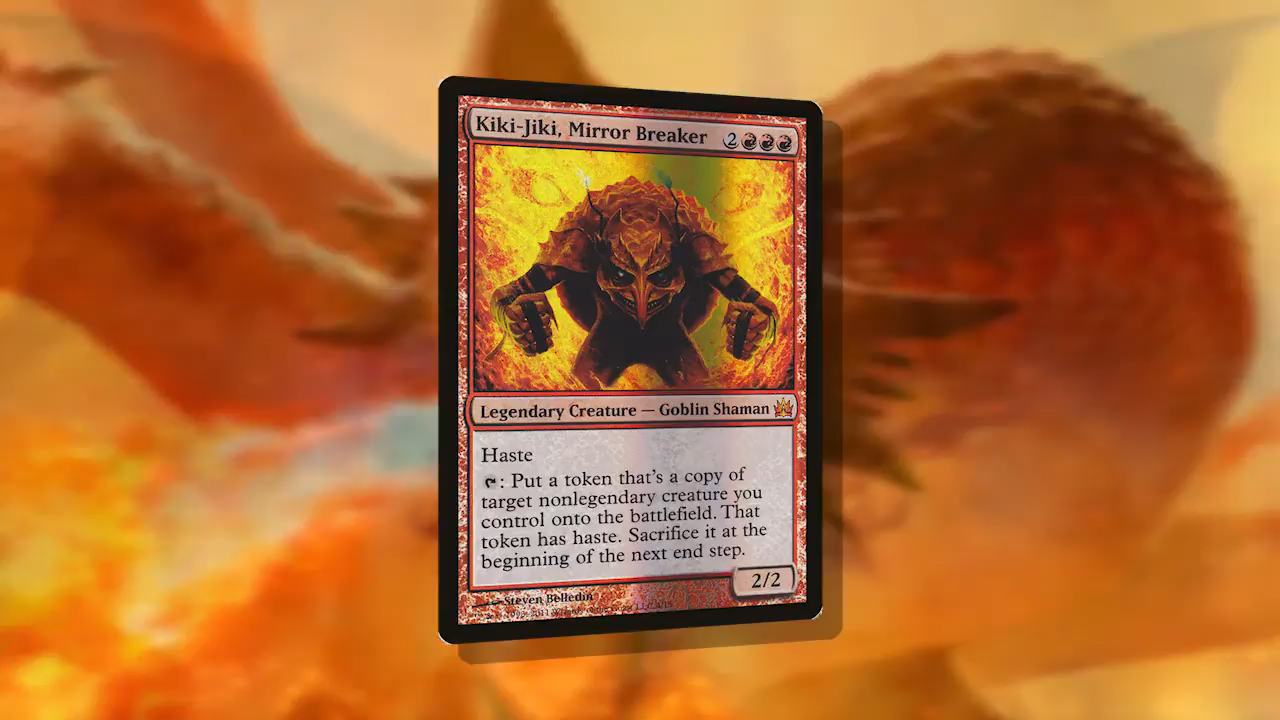 Kiki-Jiki, Mirror Breaker 2
Legendary Creature — Goblin Shaman
Haste
: Put a token that's a copy of
target nonlegendary creature you
control onto the battlefield. That
token has haste. Sacrifice it at the
beginning of the next end step.
2/2
Steven Belledin